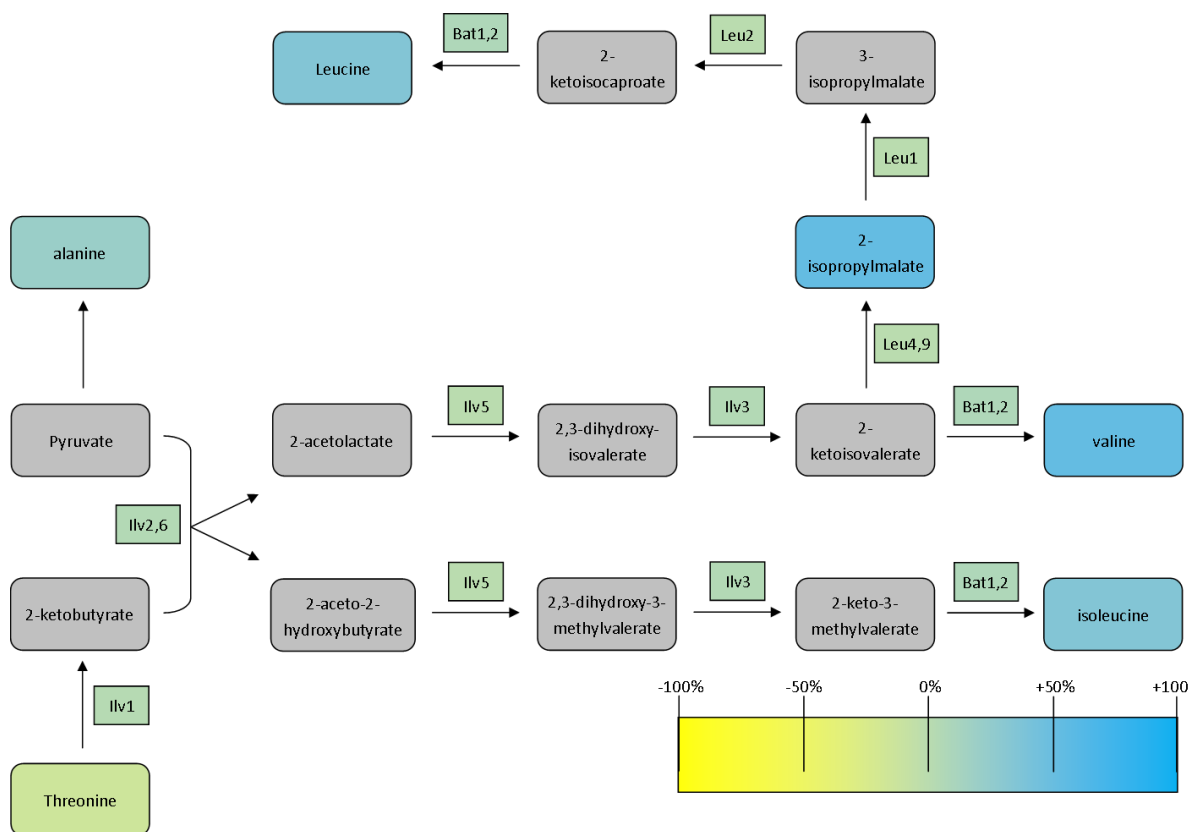 Bat1,2
Leu2
Leucine
2-
ketoisocaproate
3-
isopropylmalate
Leu1
alanine
2-
isopropylmalate
Leu4,9
Ilv5
Ilv3
Bat1,2
Pyruvate
2-acetolactate
2,3-dihydroxy-
isovalerate
2-
ketoisovalerate
valine
Ilv2,6
Ilv5
Ilv3
Bat1,2
2-ketobutyrate
2-aceto-2-
hydroxybutyrate
2,3-dihydroxy-3-
methylvalerate
2-keto-3-
methylvalerate
isoleucine
Ilv1
-100%
-50%
0%
+50%
+100
Threonine